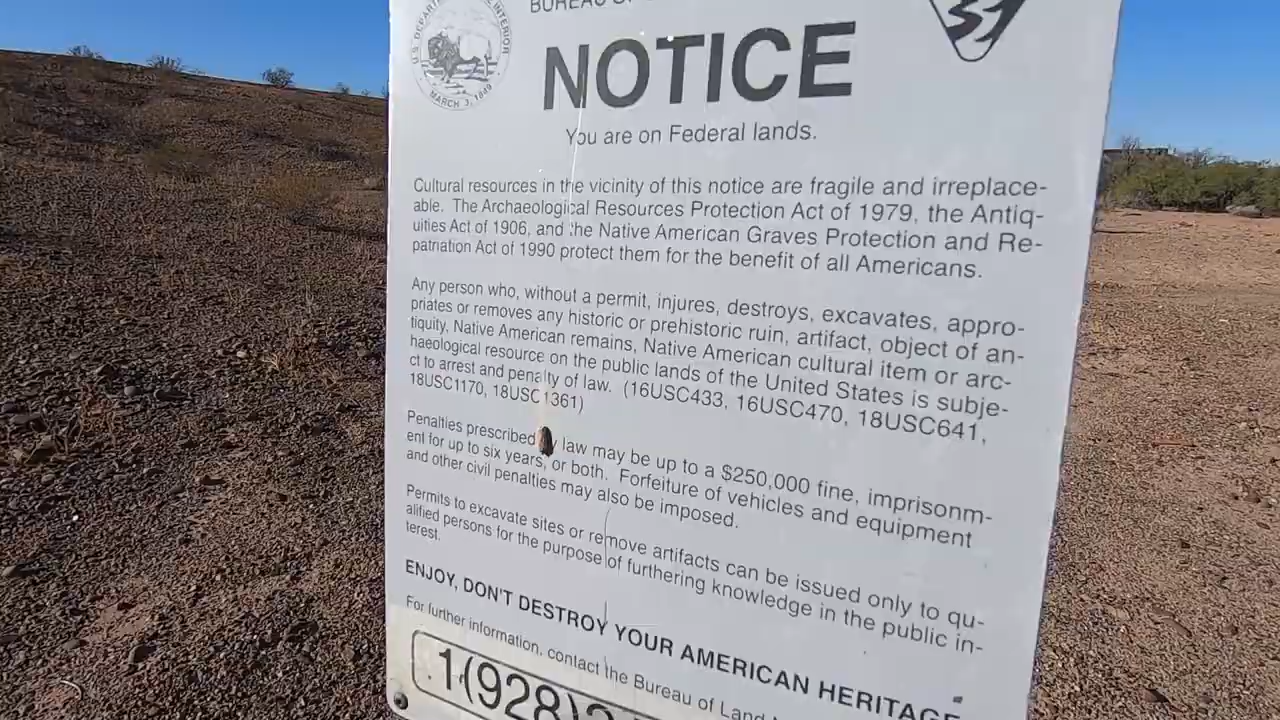 BUREAU OF
U.S. DEPARTMENT INTERIOR
MARCH 3, 1849
NOTICE
You are on Federal lands.
Cultural resources in the vicinity of this notice are fragile and irreplace-
able. The Archaeological Resources Protection Act of 1979, the Antiq-
uities Act of 1906, and the Native American Graves Protection and Re-
patriation Act of 1990 protect them for the benefit of all Americans.
Any person who, without a permit, injures, destroys, excavates, appro-
priates or removes any historic or prehistoric ruin, artifact, object of an-
tiquity, Native American remains, Native American cultural item or arc-
haeological resource on the public lands of the United States is subje-
ct to arrest and penalty of law. (16USC433, 16USC470, 18USC641,
18USC1170, 18USC1361)
Penalties prescribed by law may be up to a $250,000 fine, imprisonm-
ent for up to six years, or both. Forfeiture of vehicles and equipment
and other civil penalties may also be imposed.
Permits to excavate sites or remove artifacts can be issued only to qu-
alified persons for the purpose of furthering knowledge in the public in-
terest.
ENJOY, DON'T DESTROY YOUR AMERICAN HERITAGE
For further information, contact the Bureau of Land
1(928)